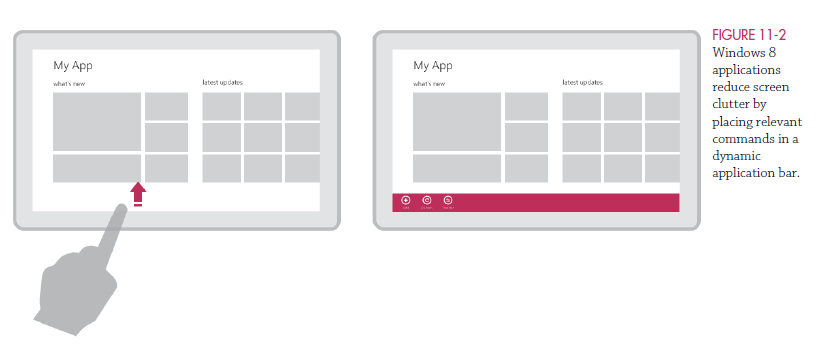 My App
what's new
latest updates
My App
what's new
latest updates
FIGURE 11-2
Windows 8
applications
reduce screen
clutter by
placing relevant
commands in a
dynamic
application bar.